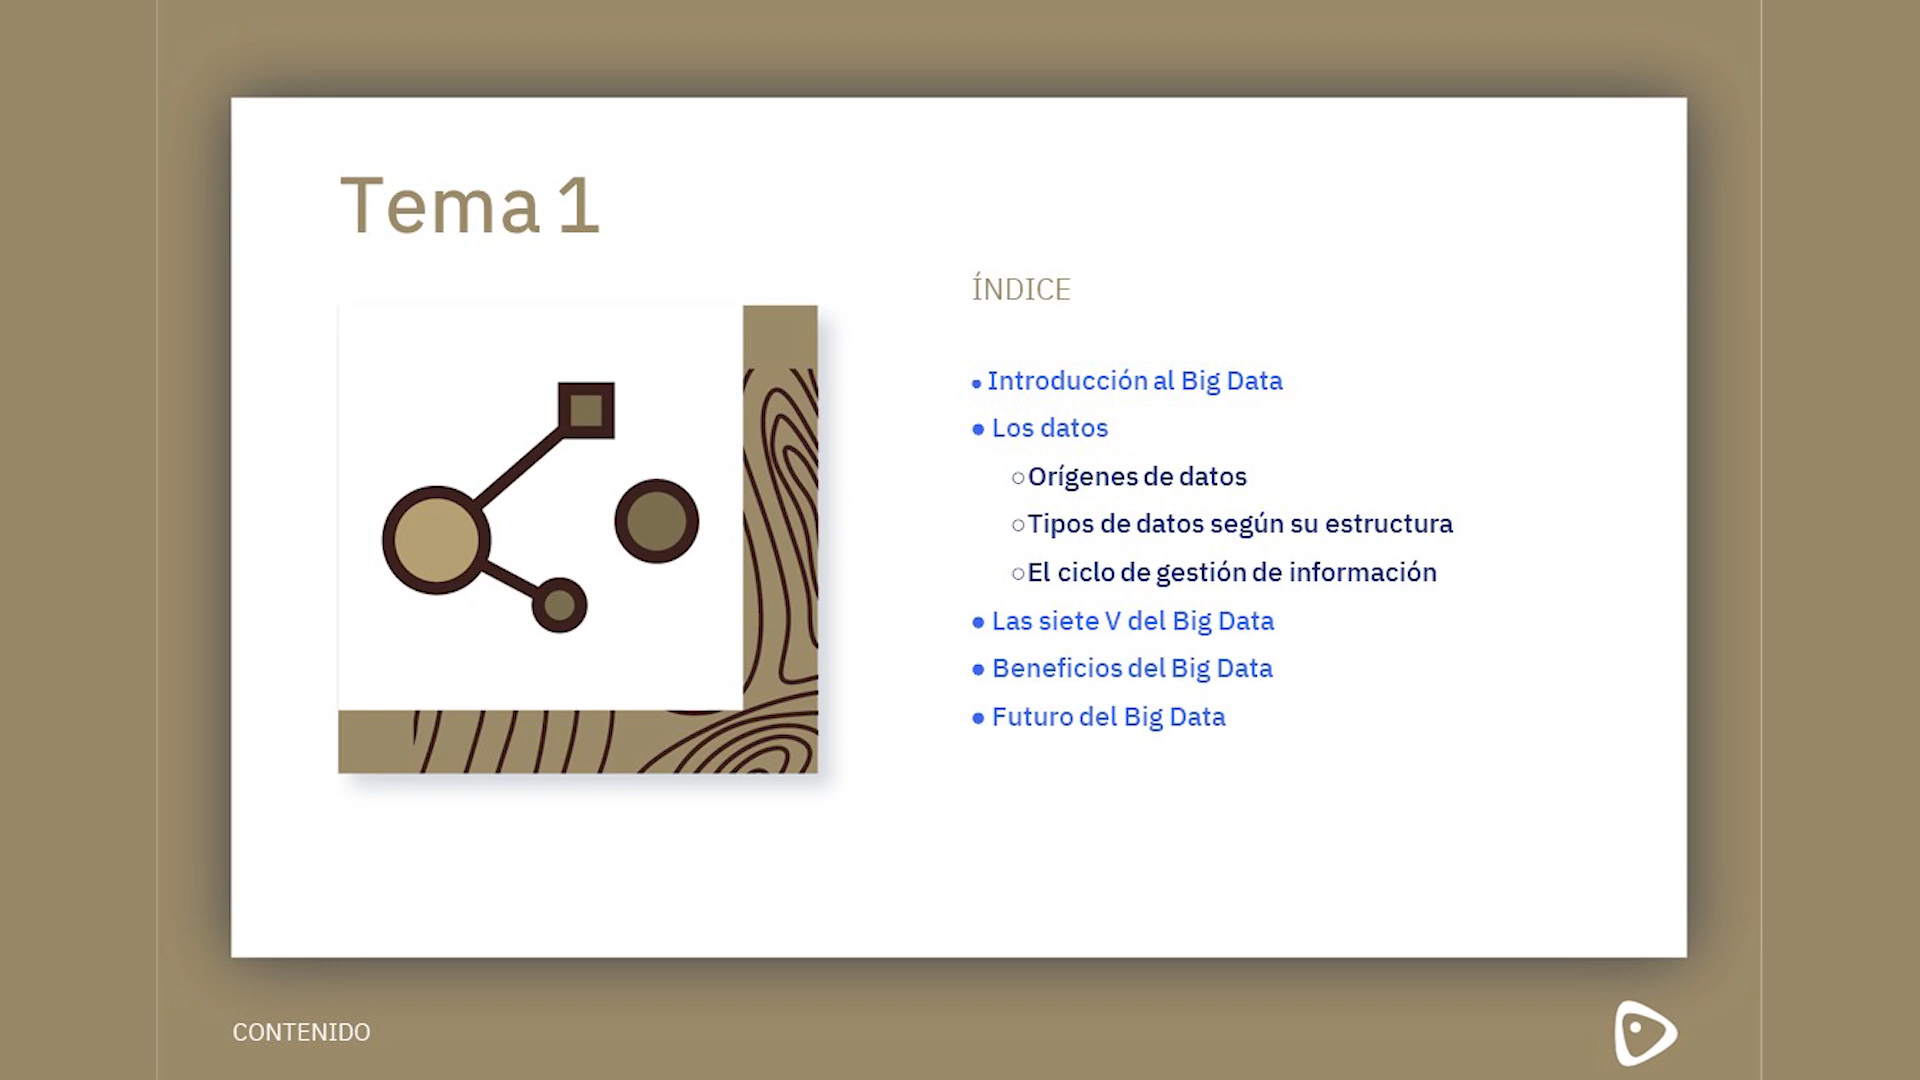 Tema 1
ÍNDICE
● Introducción al Big Data
● Los datos
○Orígenes de datos
○Tipos de datos según su estructura
○El ciclo de gestión de información
● Las siete V del Big Data
● Beneficios del Big Data
● Futuro del Big Data
CONTENIDO